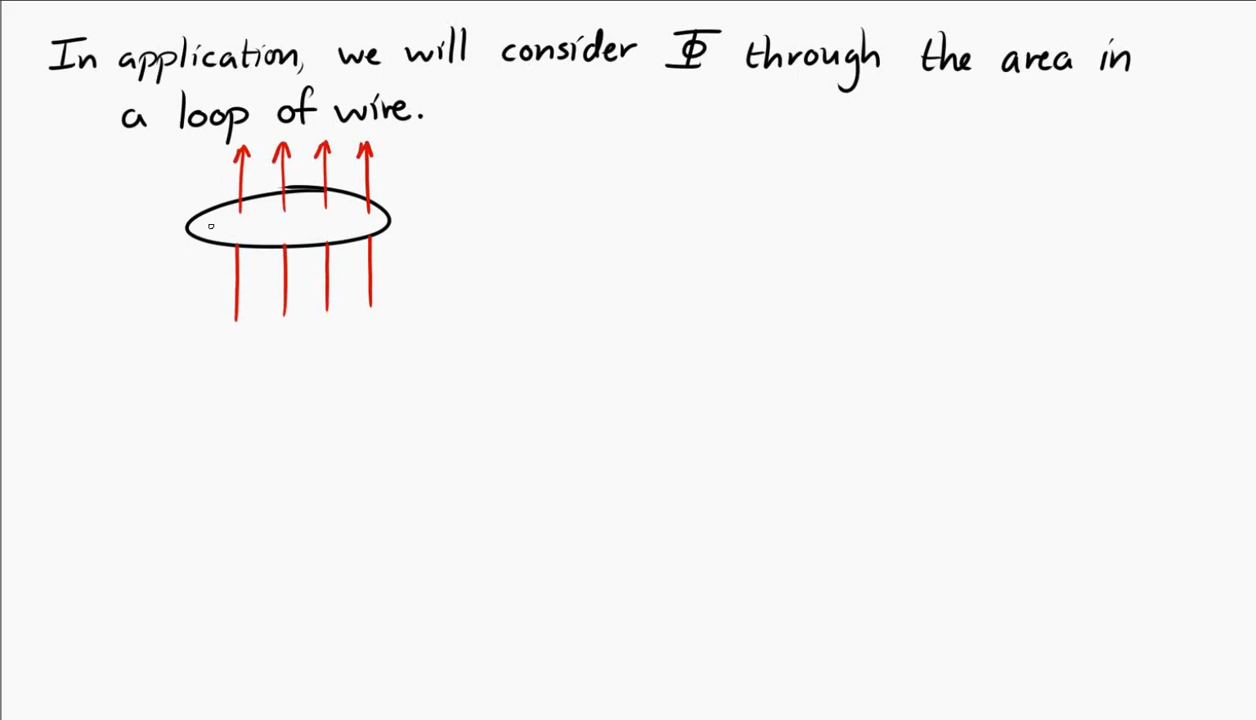 In application, we will consider Φ through the area in
a loop of wire.